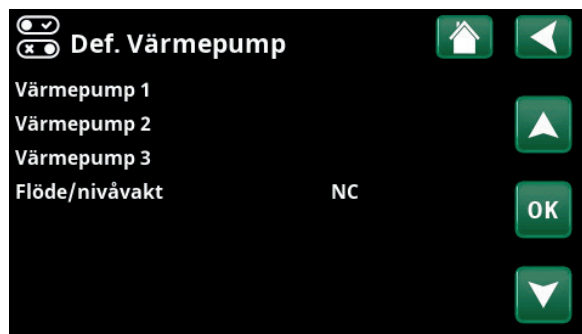 Def. Värmepump
Värmepump 1
Värmepump 2
Värmepump 3
Flöde/nivåvakt NC
OK